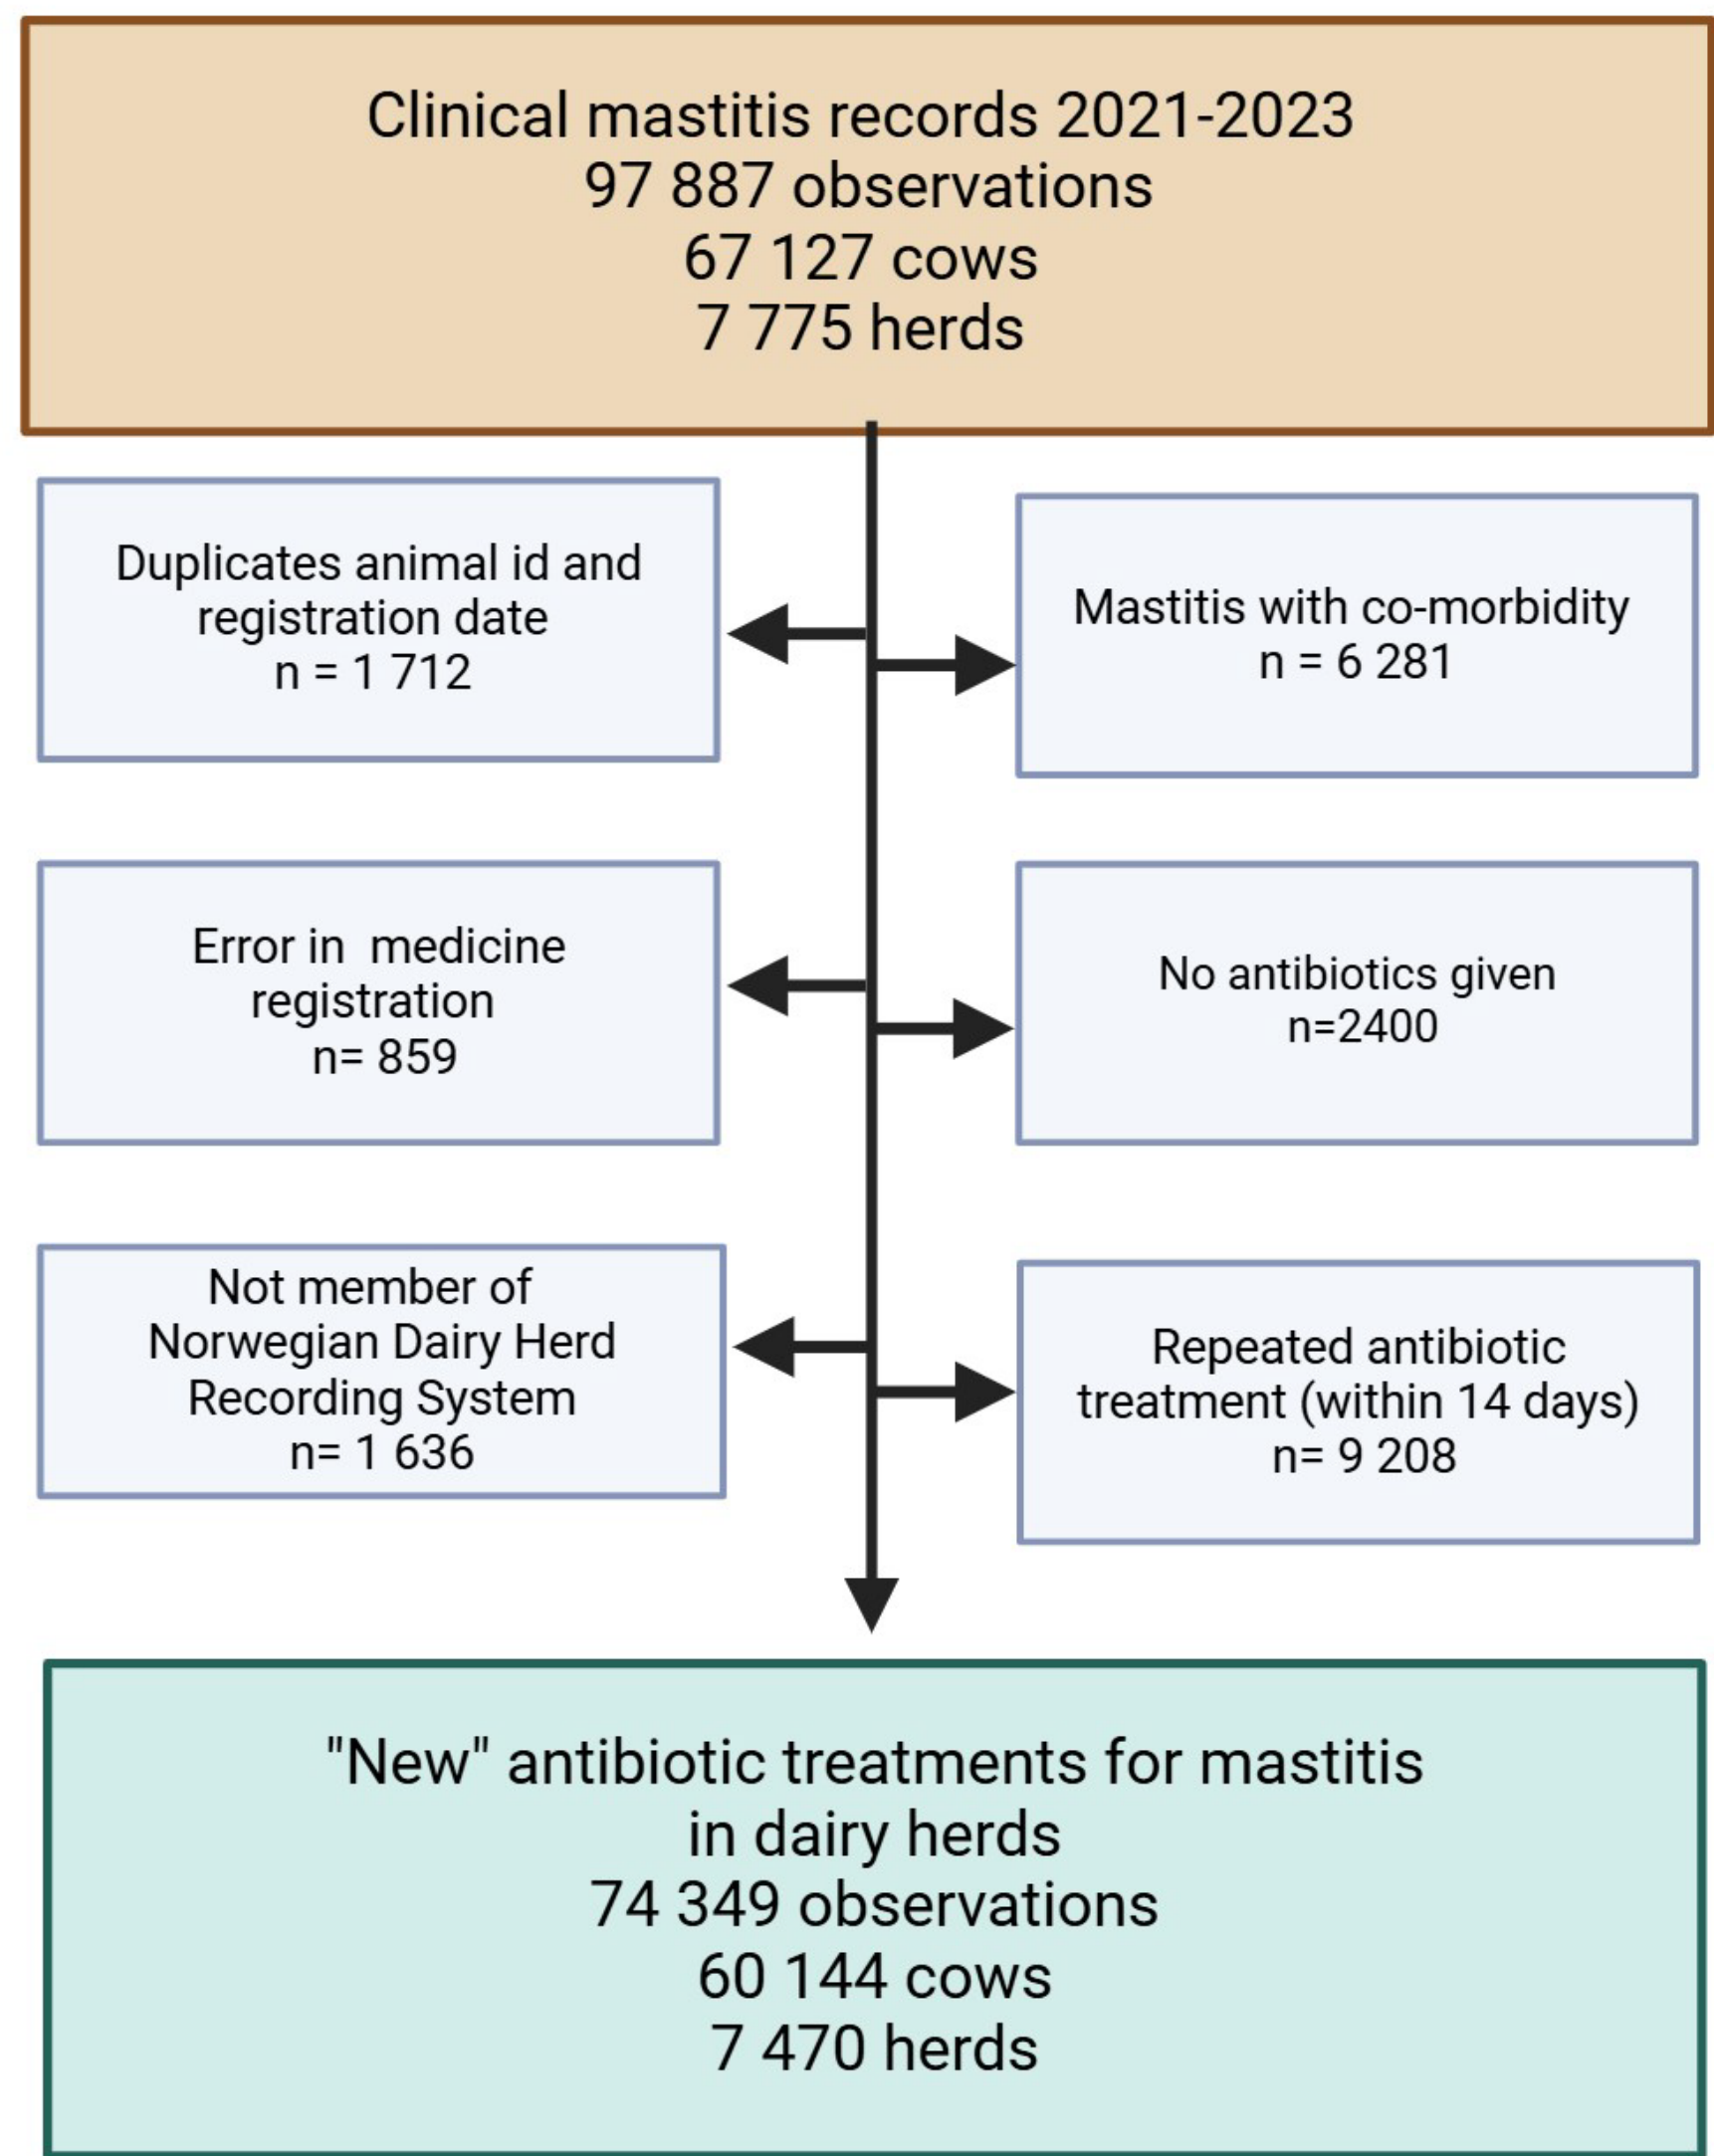 Clinical mastitis records 2021-2023
97 887 observations
67 127 cows
7 775 herds
Duplicates animal id and
registration date
n = 1 712
Mastitis with co-morbidity
n = 6 281
Error in  medicine
registration
n= 859
No antibiotics given
n=2400
Not member of
Norwegian Dairy Herd
Recording System
n= 1 636
Repeated antibiotic
treatment (within 14 days)
n= 9 208
"New" antibiotic treatments for mastitis
in dairy herds
74 349 observations
60 144 cows
7 470 herds